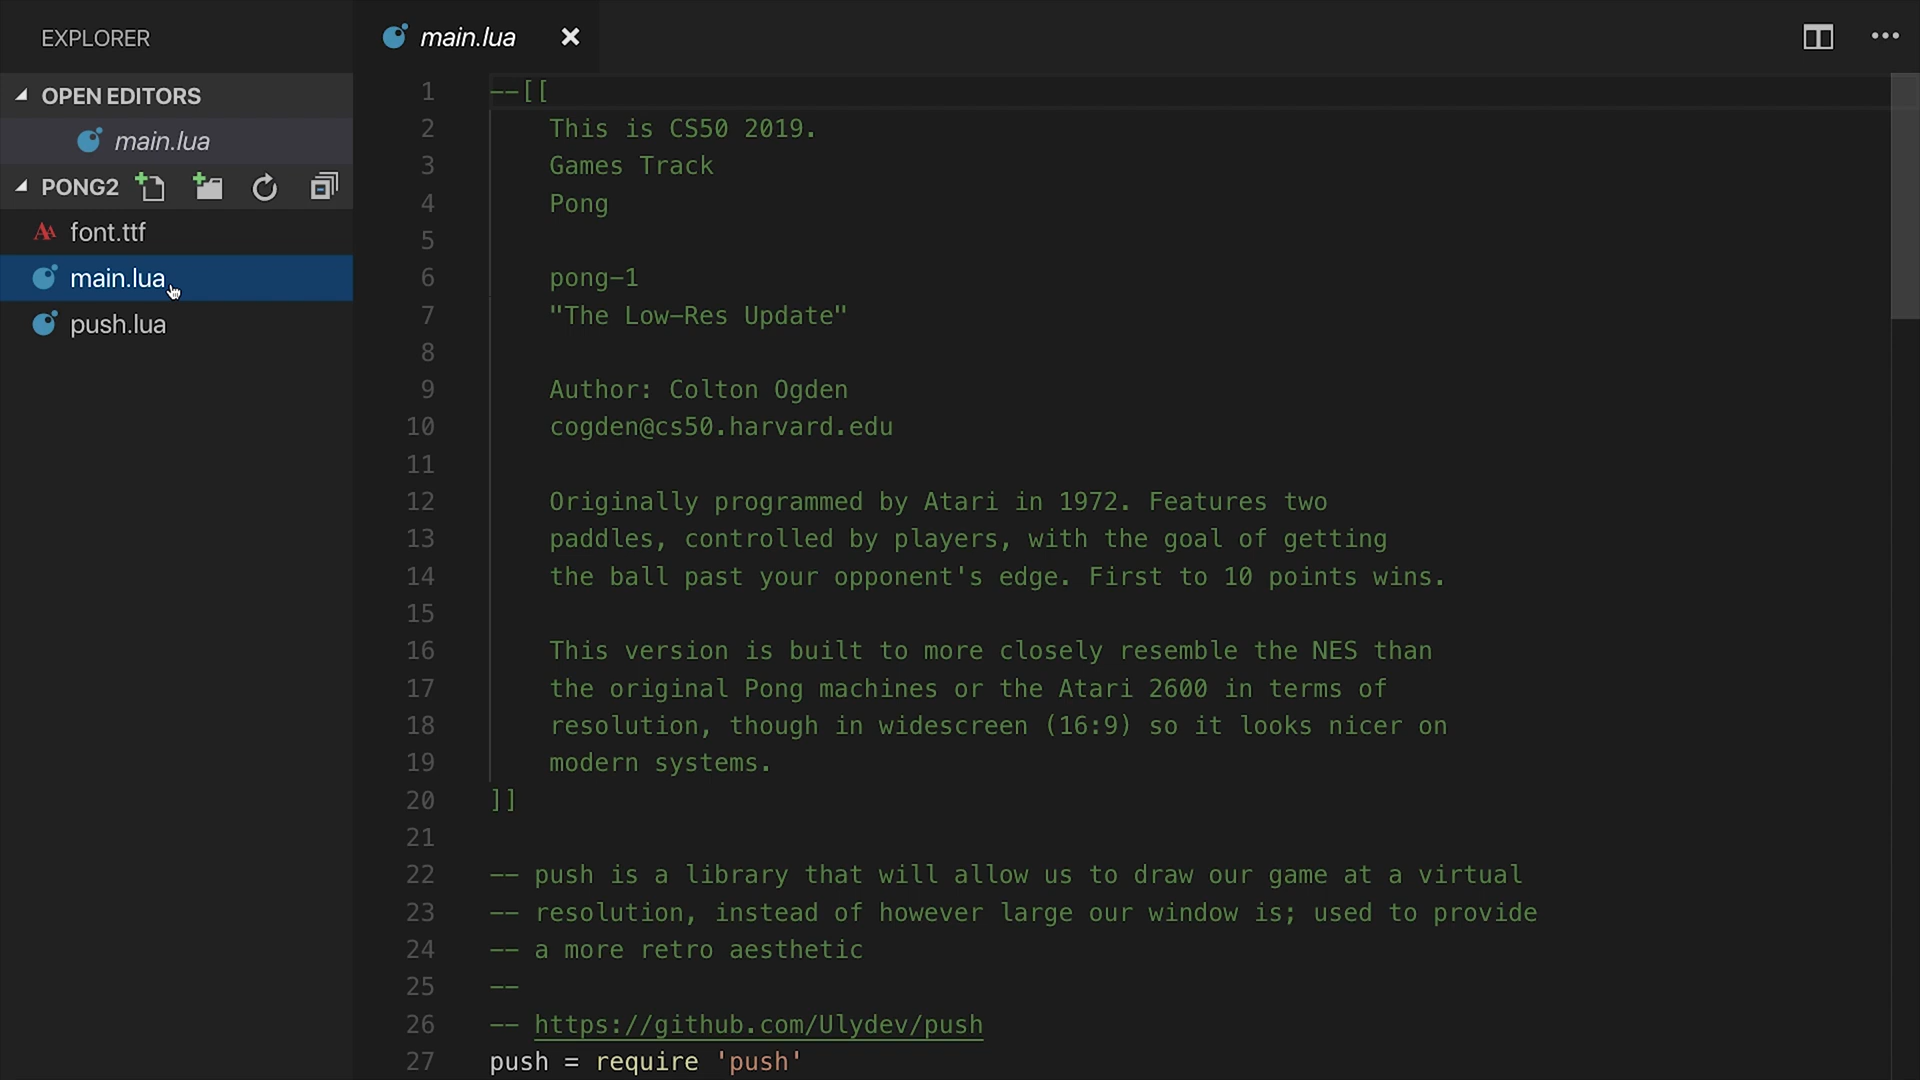 EXPLORER
OPEN EDITORS
main.lua
PONG2
font.ttf
main.lua
push.lua
main.lua
1 --[[
2 This is CS50 2019.
3 Games Track
4 Pong
5
6 pong-1
7 "The Low-Res Update"
8
9 Author: Colton Ogden
10 cogden@cs50.harvard.edu
11
12 Originally programmed by Atari in 1972. Features two
13 paddles, controlled by players, with the goal of getting
14 the ball past your opponent's edge. First to 10 points wins.
15
16 This version is built to more closely resemble the NES than
17 the original Pong machines or the Atari 2600 in terms of
18 resolution, though in widescreen (16:9) so it looks nicer on
19 modern systems.
20 ]]
21
22 -- push is a library that will allow us to draw our game at a virtual
23 -- resolution, instead of however large our window is; used to provide
24 -- a more retro aesthetic
25 --
26 -- https://github.com/Ulydev/push
27 push = require 'push'